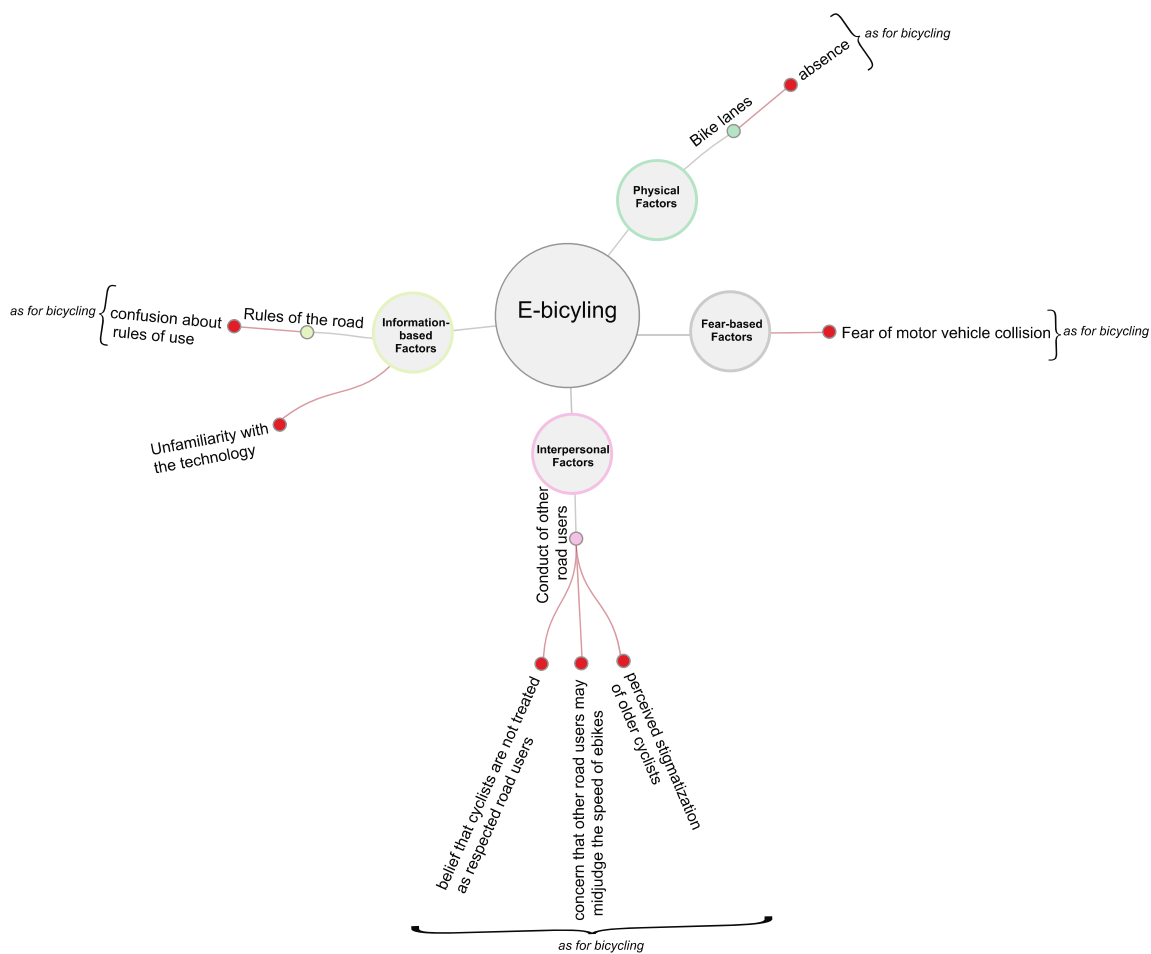 as for bicycling
absence
Bike lanes
Physical
Factors
E-bicyling
as for bicycling
confusion about
rules of use
Rules of the road
Information-
based
Factors
Fear-based
Factors
Fear of motor vehicle collision
as for bicycling
Unfamiliarity with
the technology
Interpersonal
Factors
Conduct of other
road users
belief that cyclists are not treated
as respected road users
concern that other road users may
midjudge the speed of ebikes
perceived stigmatization
of older cyclists
as for bicycling